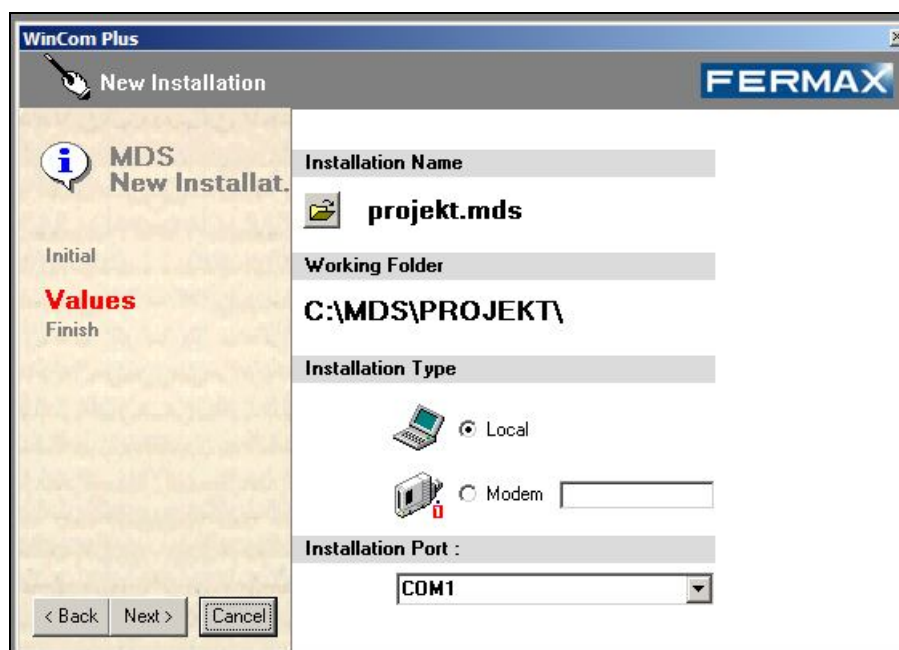 WinCom Plus
New Installation
FERMAX
MDS
New Installat.
Initial
Values
Finish
< Back
Next >
Cancel
Installation Name
projekt.mds
Working Folder
C:\MDS\PROJEKT\
Installation Type
Local
Modem
Installation Port :
COM1